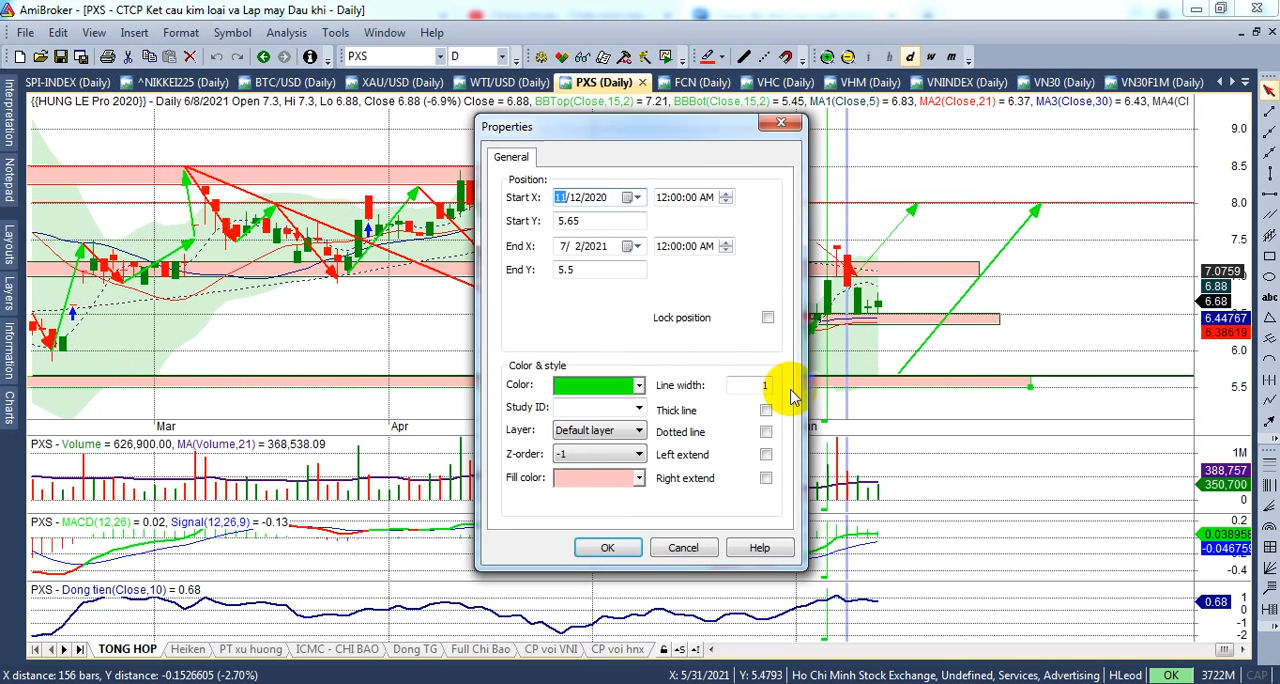 AmiBroker - [PXS - CTCP Ket cau kim loai va Lap may Dau khi - Daily]
File Edit View Insert Format Symbol Analysis Tools Window Help
PXS D
i h d w m
SPI-INDEX (Daily) ^NIKKEI225 (Daily) BTC/USD (Daily) XAU/USD (Daily) WTI/USD (Daily) PXS (Daily) FCN (Daily) VHC (Daily) VHM (Daily) VNINDEX (Daily) VN30 (Daily) VN30F1M (Daily)
{{HUNG LE Pro 2020}} - Daily 6/8/2021 Open 7.3, Hi 7.3, Lo 6.88, Close 6.88 (-6.9%) Close = 6.88, BBTop(Close,15,2) = 7.21, BBBot(Close,15,2) = 5.45, MA1(Close,5) = 6.83, MA2(Close,21) = 6.37, MA3(Close,30) = 6.43, MA4(Cl
Interpretation
Notepad
Layouts
Layers
Information
Charts
Properties
General
Position:
Start X: 11/12/2020 12:00:00 AM
Start Y: 5.65
End X: 7/ 2/2021 12:00:00 AM
End Y: 5.5
Lock position
Color & style
Color: Line width: 1
Study ID: Thick line
Layer: Default layer Dotted line
Z-order: -1 Left extend
Fill color: Right extend
OK Cancel Help
abc
9.0
8.5
8.0
7.5
7.0759
6.88
6.68
6.44767
6.38619
6.0
5.5
Mar Apr
PXS - Volume = 626,900.00, MA(Volume,21) = 368,538.09
1M
388,757
350,700
0
PXS - MACD(12,26) = 0.02, Signal(12,26,9) = -0.13
0.2
0.038958
-0.046759
-0.4
PXS - Dong tien(Close,10) = 0.68
1
0.68
0
-1
-2
TONG HOP Heiken PT xu huong ICMC - CHI BAO Dong TG Full Chi Bao CP voi VNI CP voi hnx
X distance: 156 bars, Y distance: -0.1526605 (-2.70%) X: 5/31/2021 Y: 5.4793 Ho Chi Minh Stock Exchange, Undefined, Services, Advertising HLeod OK 3722M CAP